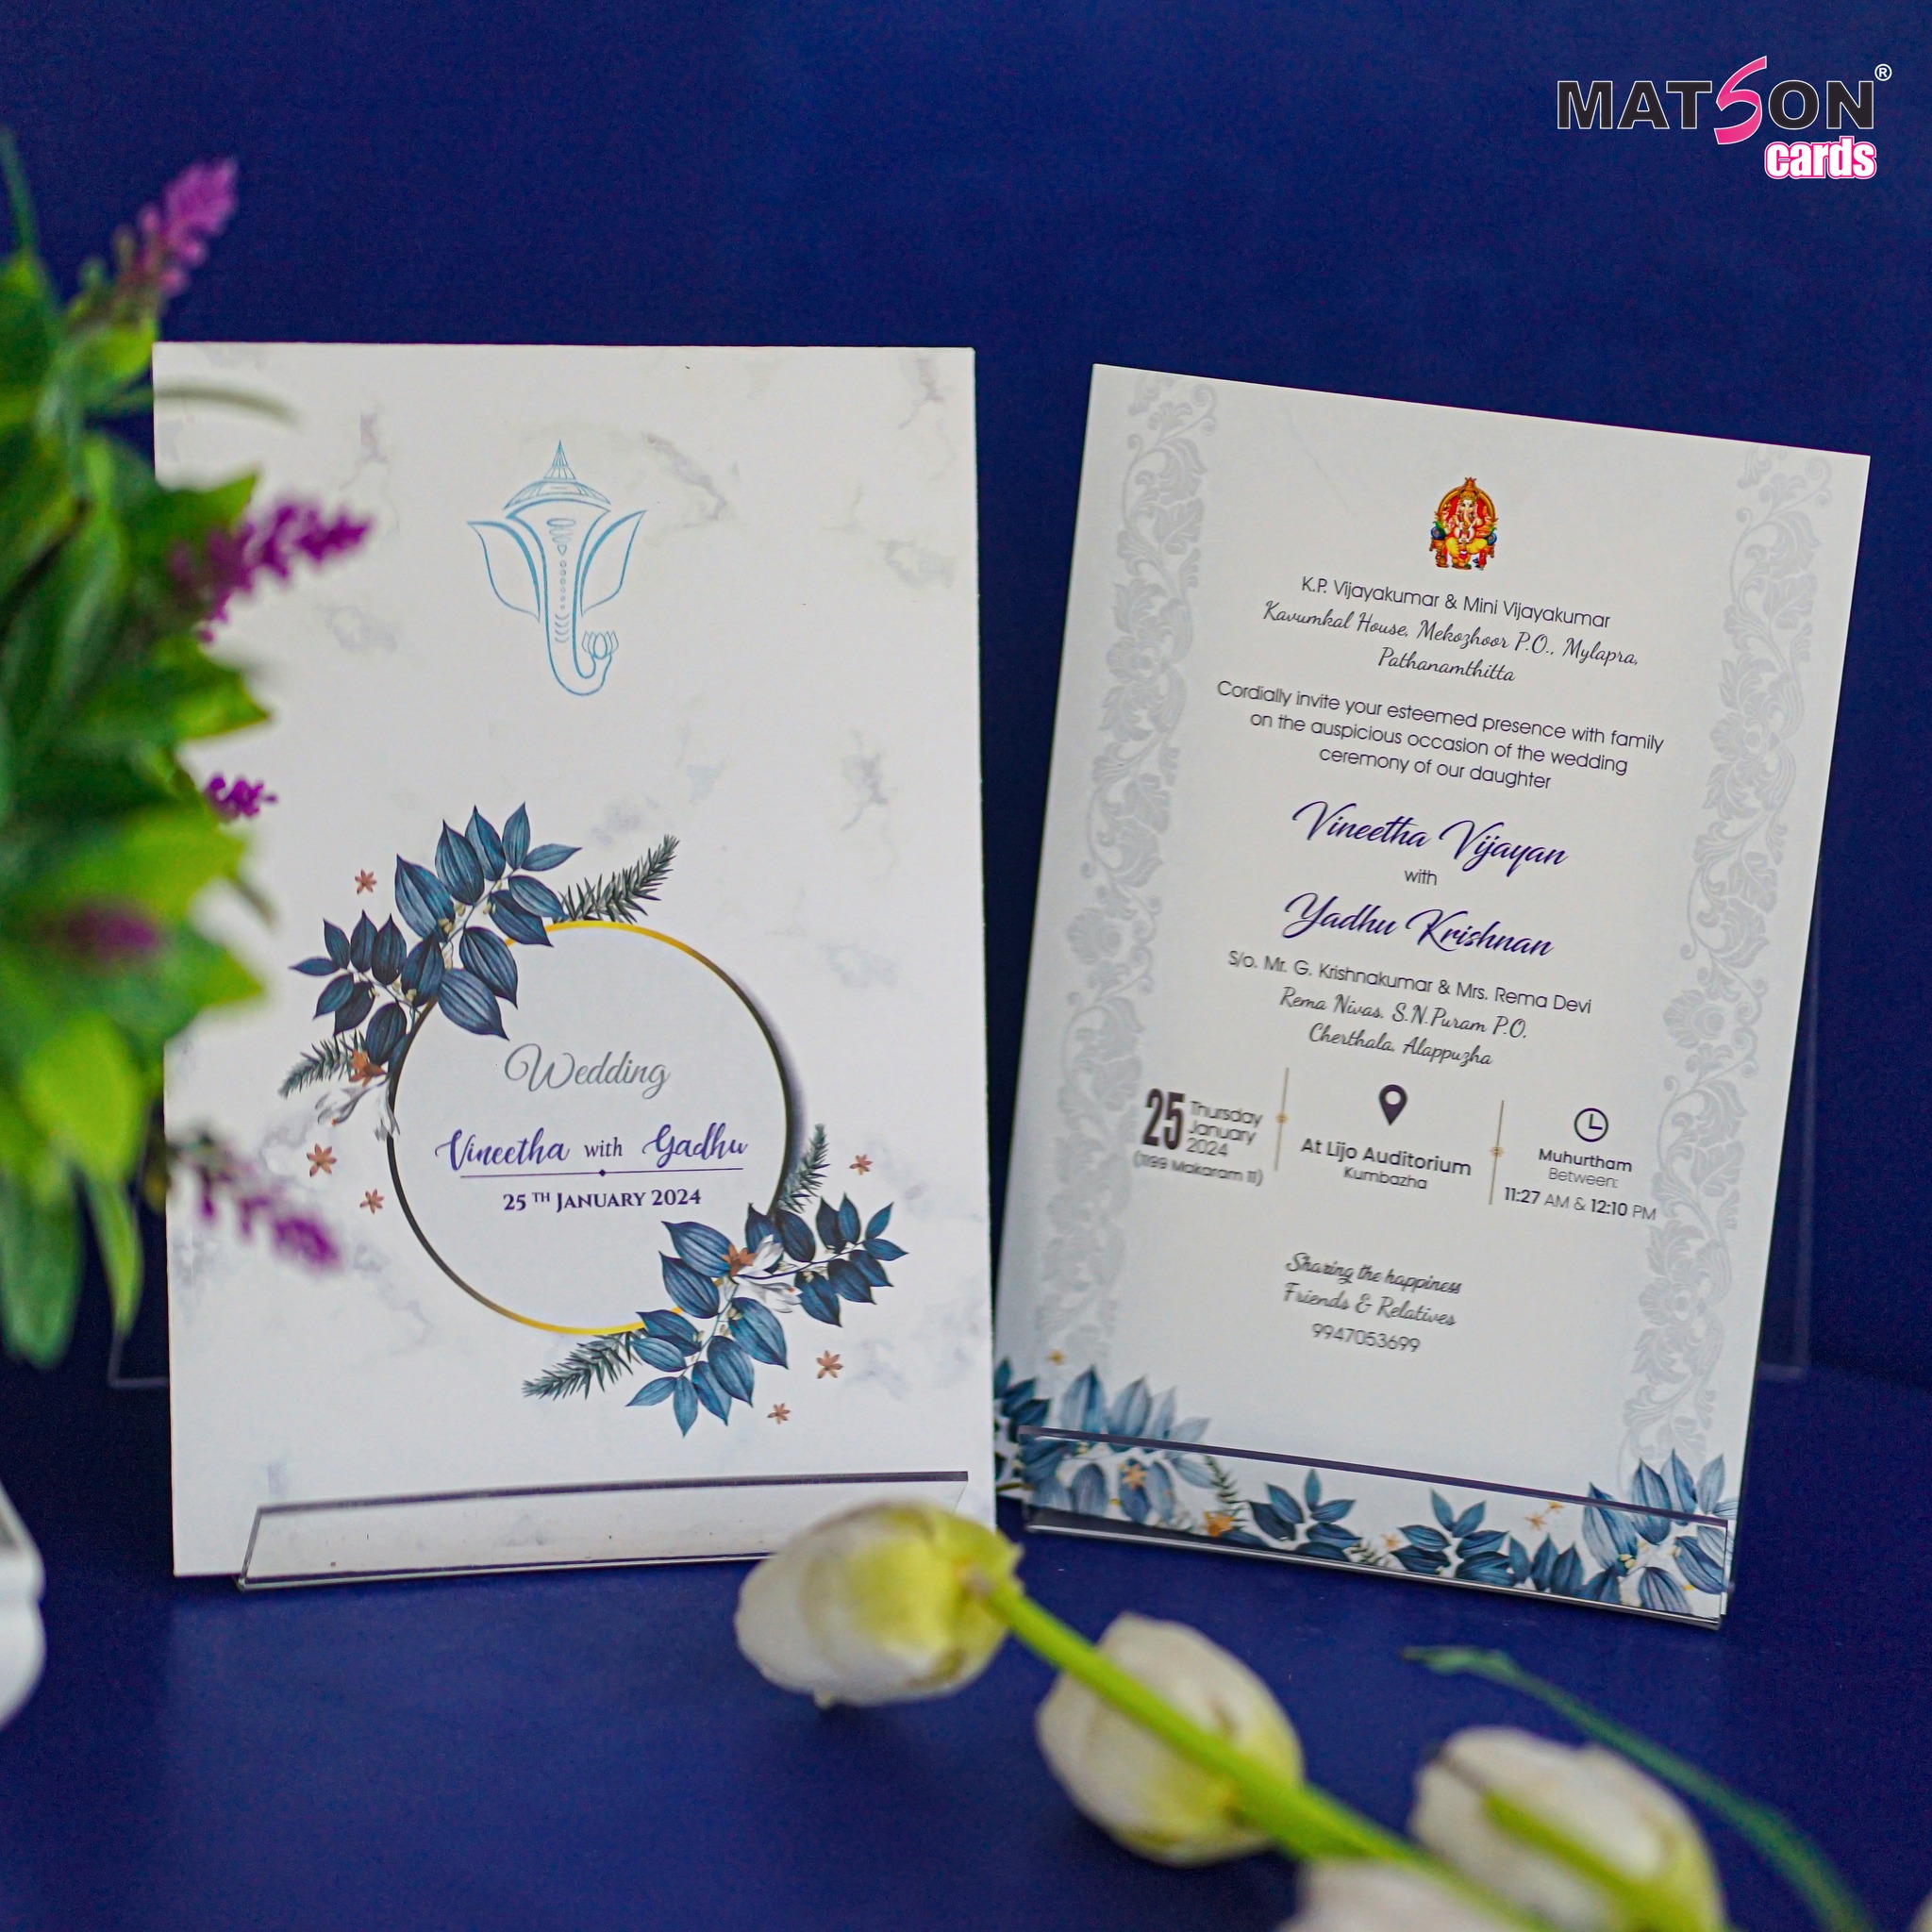 MATSON®
cards
Wedding
Vineetha with Yadhu
25 TH JANUARY 2024
K.P. Vijayakumar & Mini Vijayakumar
Kavumkal House, Mekozhoor P.O., Mylapra,
Pathanamthitta
Cordially invite your esteemed presence with family
on the auspicious occasion of the wedding
ceremony of our daughter
Vineetha Vijayan
with
Yadhu Krishnan
S/o. Mr. G. Krishnakumar & Mrs. Rema Devi
Rema Nivas, S.N.Puram P.O.
Cherthala, Alappuzha
25 Thursday
January
2024
(1199 Makaram 11)
At Lijo Auditorium
Kumbazha
Muhurtham
Between:
11:27 AM & 12:10 PM
Sharing the happiness
Friends & Relatives
9947053699